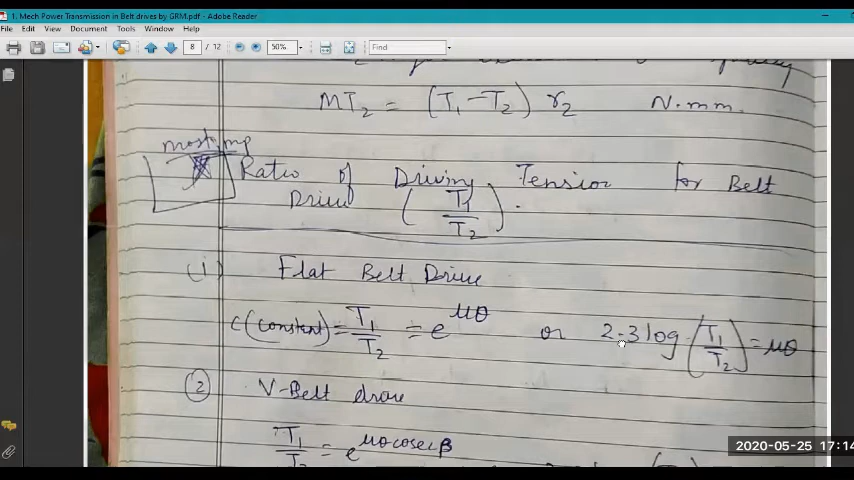 1. Mech Power Transmission in Belt drives by GRM.pdf - Adobe Reader
File Edit View Document Tools Window Help
8 / 12 50% Find
MT₂ = (T₁-T₂) r₂ N.mm.
most imp
Ratio of Driving Tension for Belt
Drive (T₁/T₂).
(1) Flat Belt Drive
C(constant) = T₁/T₂ = e^μθ or 2.3 log (T₁/T₂) = μθ
(2) V-Belt drive
T₁/T₂ = e^μθ cosec β
2020-05-25 17:14